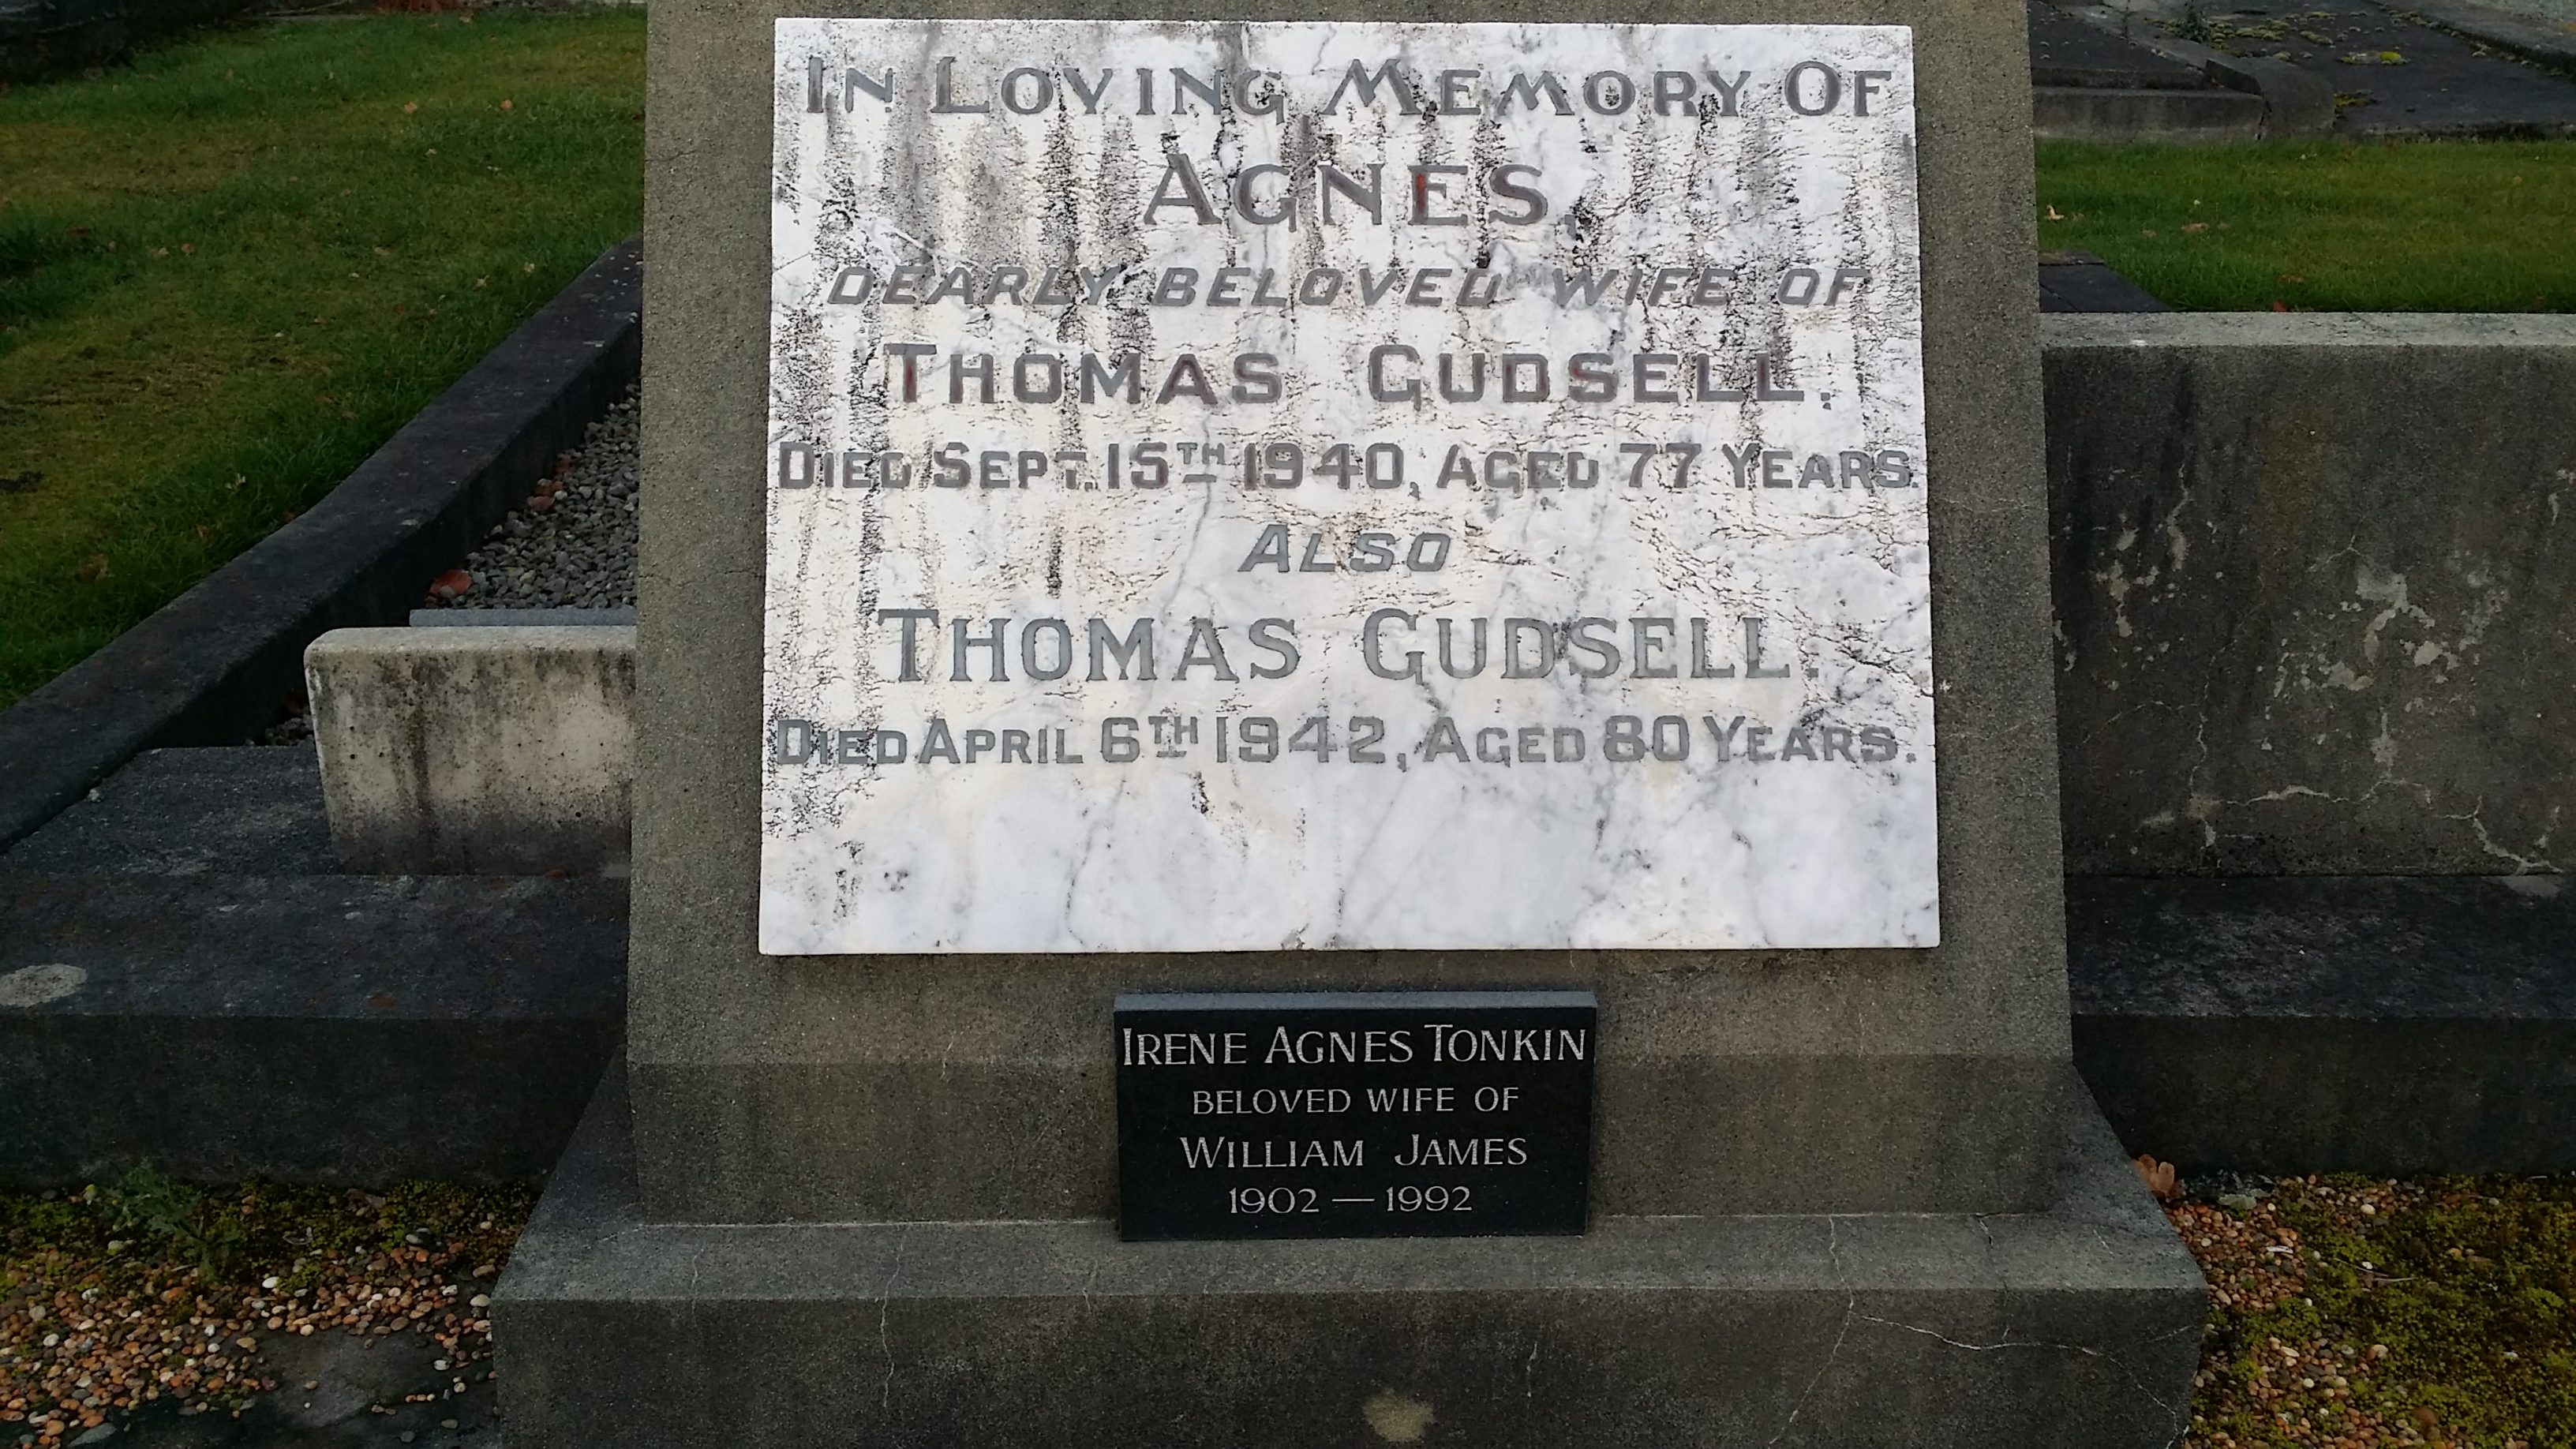 IN LOVING MEMORY OF
AGNES,
DEARLY BELOVED WIFE OF
THOMAS GUDSELL.
DIED SEPT. 15TH 1940, AGED 77 YEARS.
ALSO
THOMAS GUDSELL.
DIED APRIL 6TH 1942, AGED 80 YEARS.
IRENE AGNES TONKIN
BELOVED WIFE OF
WILLIAM JAMES
1902 — 1992